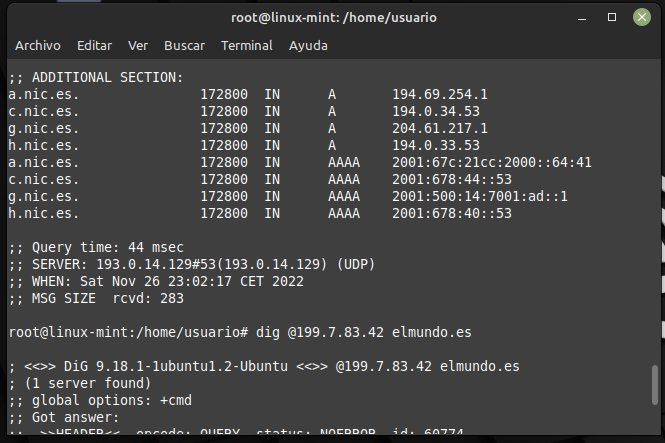 root@linux-mint: /home/usuario
Archivo Editar Ver Buscar Terminal Ayuda
;; ADDITIONAL SECTION:
a.nic.es. 172800 IN A 194.69.254.1
c.nic.es. 172800 IN A 194.0.34.53
g.nic.es. 172800 IN A 204.61.217.1
h.nic.es. 172800 IN A 194.0.33.53
a.nic.es. 172800 IN AAAA 2001:67c:21cc:2000::64:41
c.nic.es. 172800 IN AAAA 2001:678:44::53
g.nic.es. 172800 IN AAAA 2001:500:14:7001:ad::1
h.nic.es. 172800 IN AAAA 2001:678:40::53
;; Query time: 44 msec
;; SERVER: 193.0.14.129#53(193.0.14.129) (UDP)
;; WHEN: Sat Nov 26 23:02:17 CET 2022
;; MSG SIZE rcvd: 283
root@linux-mint:/home/usuario# dig @199.7.83.42 elmundo.es
; <<>> DiG 9.18.1-1ubuntu1.2-Ubuntu <<>> @199.7.83.42 elmundo.es
; (1 server found)
;; global options: +cmd
;; Got answer:
;; ->>HEADER<<- opcode: QUERY, status: NOERROR, id: 60774